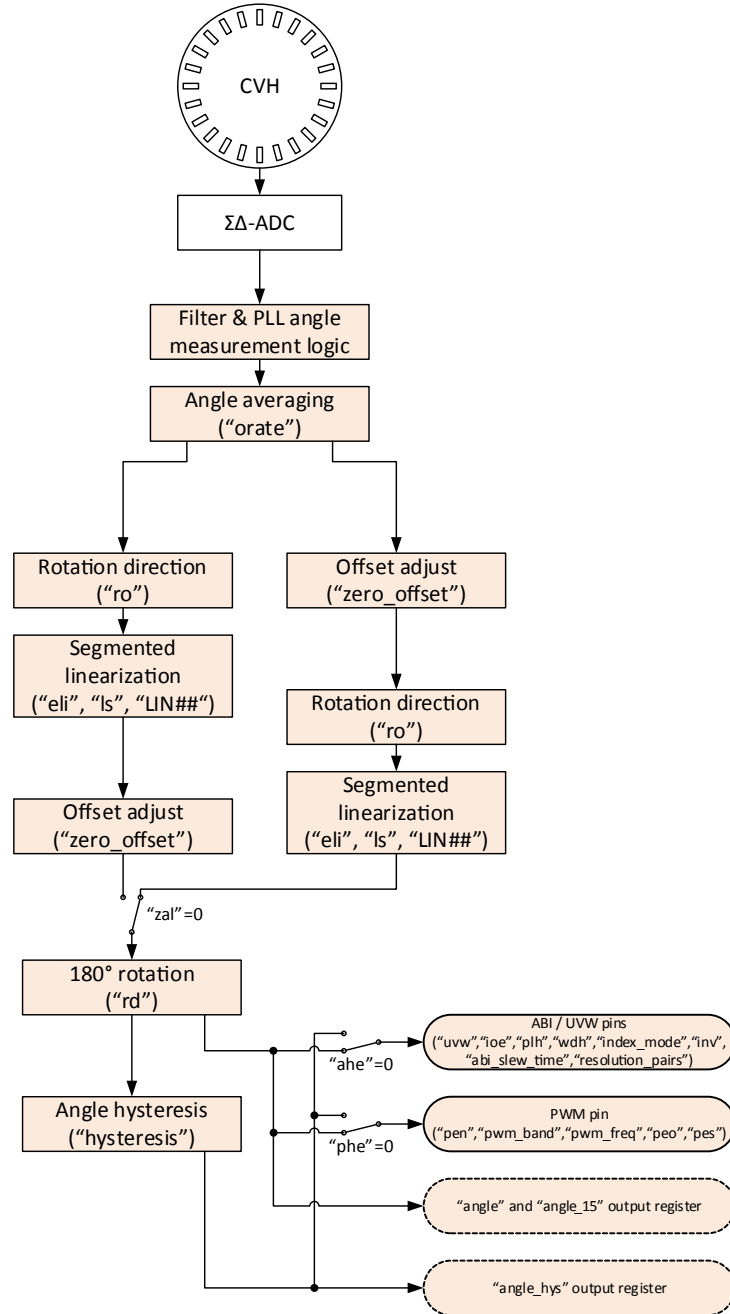 CVH
ΣΔ-ADC
Filter & PLL angle
measurement logic
Angle averaging
(“orate”)
Rotation direction
(“ro”)
Segmented
linearization
(“eli”, “ls”, “LIN##“)
Offset adjust
(“zero_offset”)
Offset adjust
(“zero_offset”)
Rotation direction
(“ro”)
Segmented
linearization
(“eli”, “ls”, “LIN##”)
“zal”=0
180° rotation
(“rd”)
Angle hysteresis
(“hysteresis”)
“ahe”=0
ABI / UVW pins
(“uvw”,“ioe”,“plh”,“wdh”,“index_mode”,“inv”,
“abi_slew_time”,“resolution_pairs”)
“phe”=0
PWM pin
(“pen”,“pwm_band”,“pwm_freq”,“peo”,“pes”)
“angle” and “angle_15” output register
“angle_hys” output register